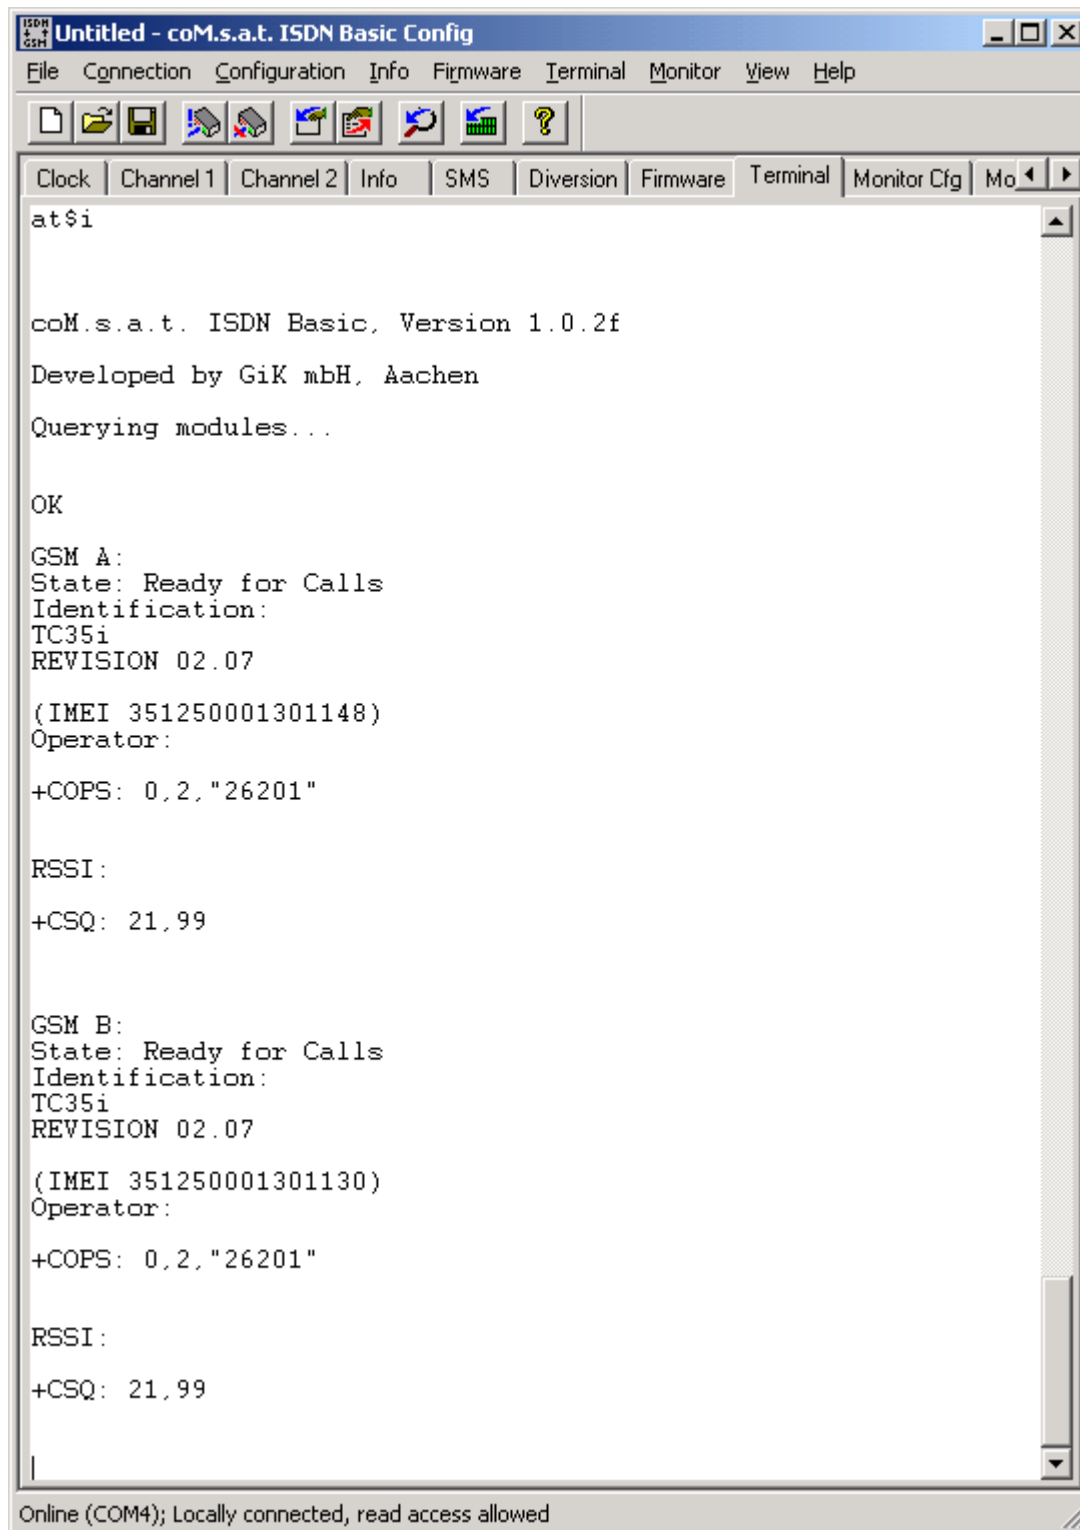 ISDN
GSM
Untitled - coM.s.a.t. ISDN Basic Config
File Connection Configuration Info Firmware Terminal Monitor View Help
Clock Channel 1 Channel 2 Info SMS Diversion Firmware Terminal Monitor Cfg Mo
at$i
coM.s.a.t. ISDN Basic, Version 1.0.2f
Developed by GiK mbH, Aachen
Querying modules...
OK
GSM A:
State: Ready for Calls
Identification:
TC35i
REVISION 02.07
(IMEI 351250001301148)
Operator:
+COPS: 0,2,"26201"
RSSI:
+CSQ: 21,99
GSM B:
State: Ready for Calls
Identification:
TC35i
REVISION 02.07
(IMEI 351250001301130)
Operator:
+COPS: 0,2,"26201"
RSSI:
+CSQ: 21,99
Online (COM4); Locally connected, read access allowed